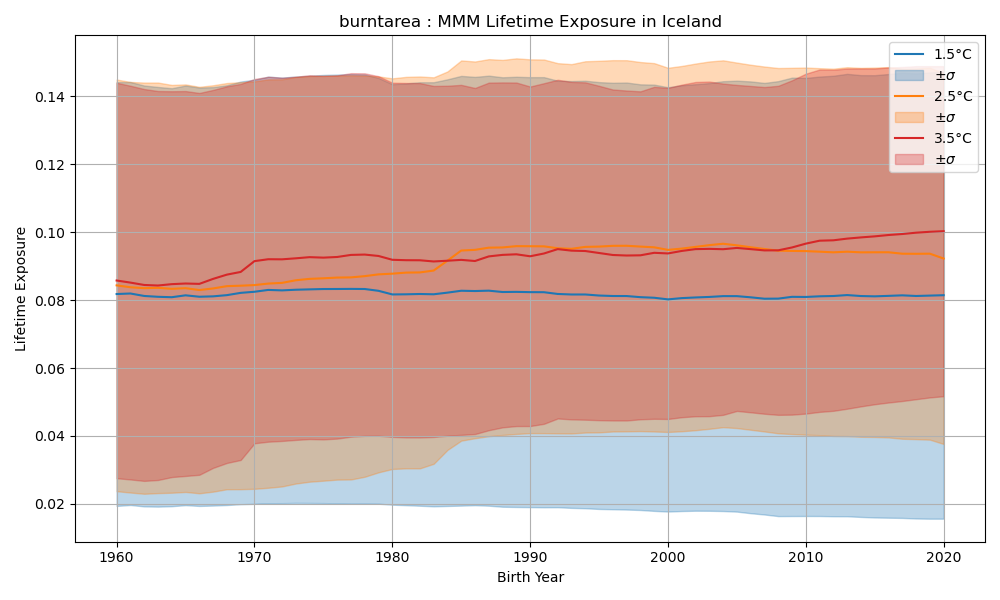 burntarea : MMM Lifetime Exposure in Iceland
1.5°C
±σ
2.5°C
±σ
3.5°C
±σ
Lifetime Exposure
0.14
0.12
0.10
0.08
0.06
0.04
0.02
1960
1970
1980
1990
2000
2010
2020
Birth Year